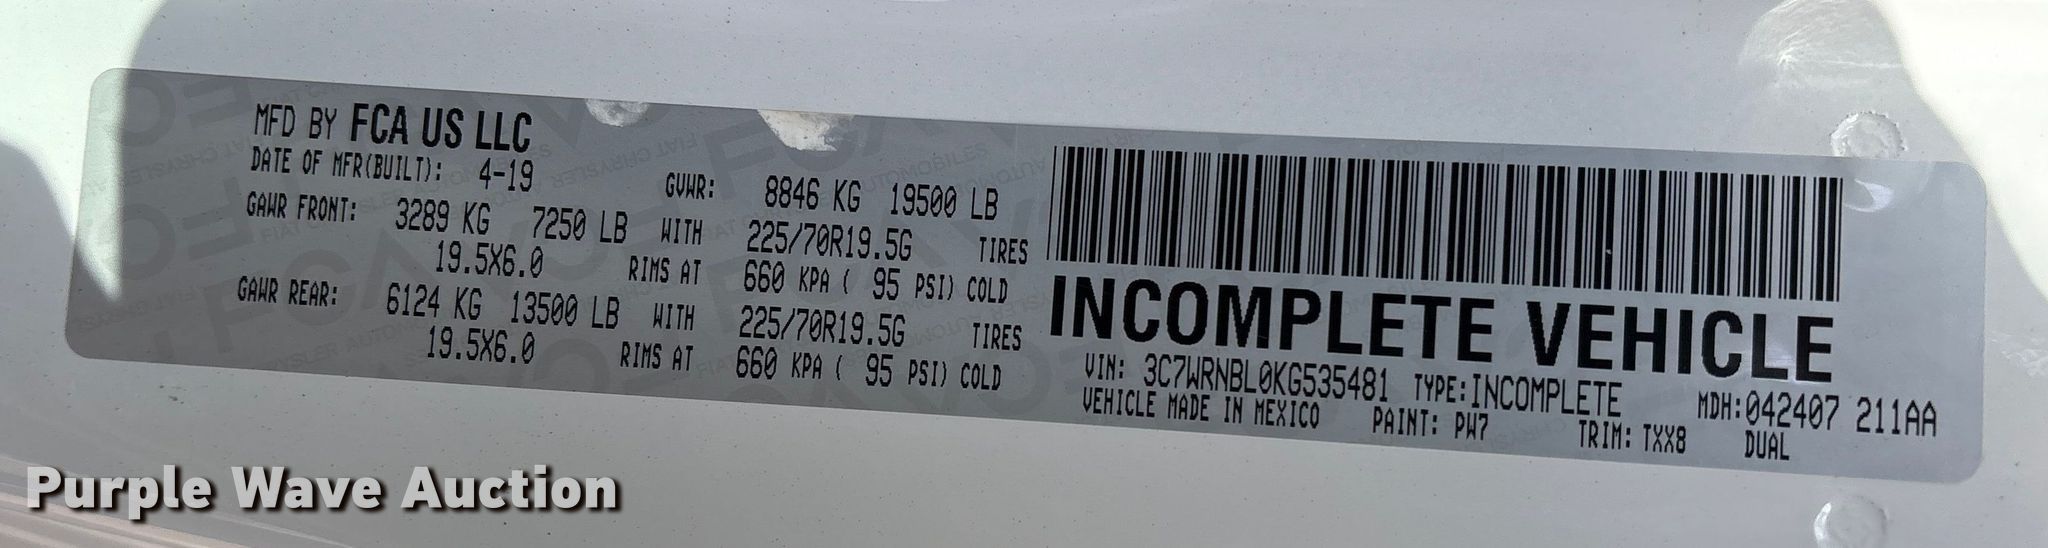 MFD BY FCA US LLC
DATE OF MFR(BUILT): 4-19
GVWR: 8846 KG 19500 LB
GAWR FRONT: 3289 KG 7250 LB WITH 225/70R19.5G TIRES
19.5X6.0 RIMS AT 660 KPA ( 95 PSI) COLD
GAWR REAR: 6124 KG 13500 LB WITH 225/70R19.5G TIRES
19.5X6.0 RIMS AT 660 KPA ( 95 PSI) COLD
INCOMPLETE VEHICLE
VIN: 3C7WRNBL0KG535481 TYPE:INCOMPLETE MDH:042407 211AA
VEHICLE MADE IN MEXICO PAINT: PW7 TRIM: TXX8 DUAL
Purple Wave Auction